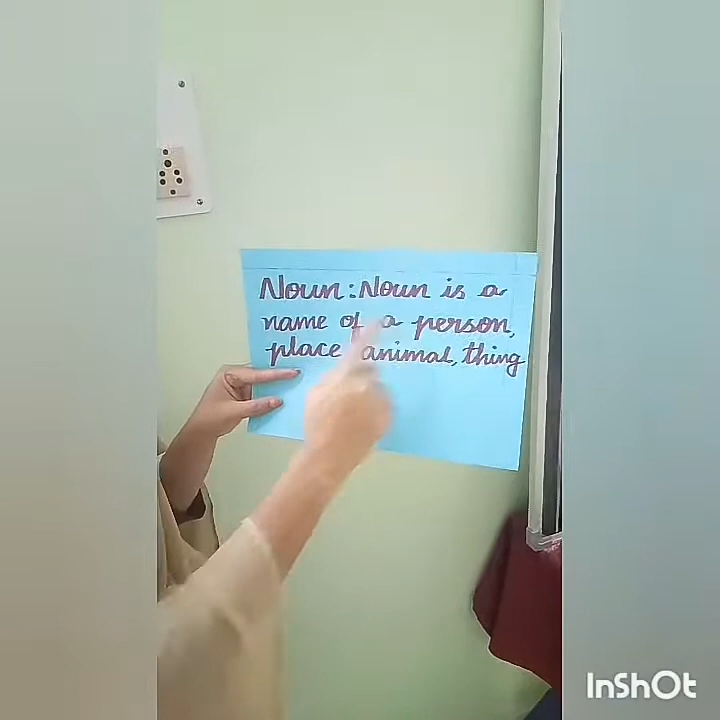 Noun : Noun is a
name of a person,
place animal, thing
InShOt